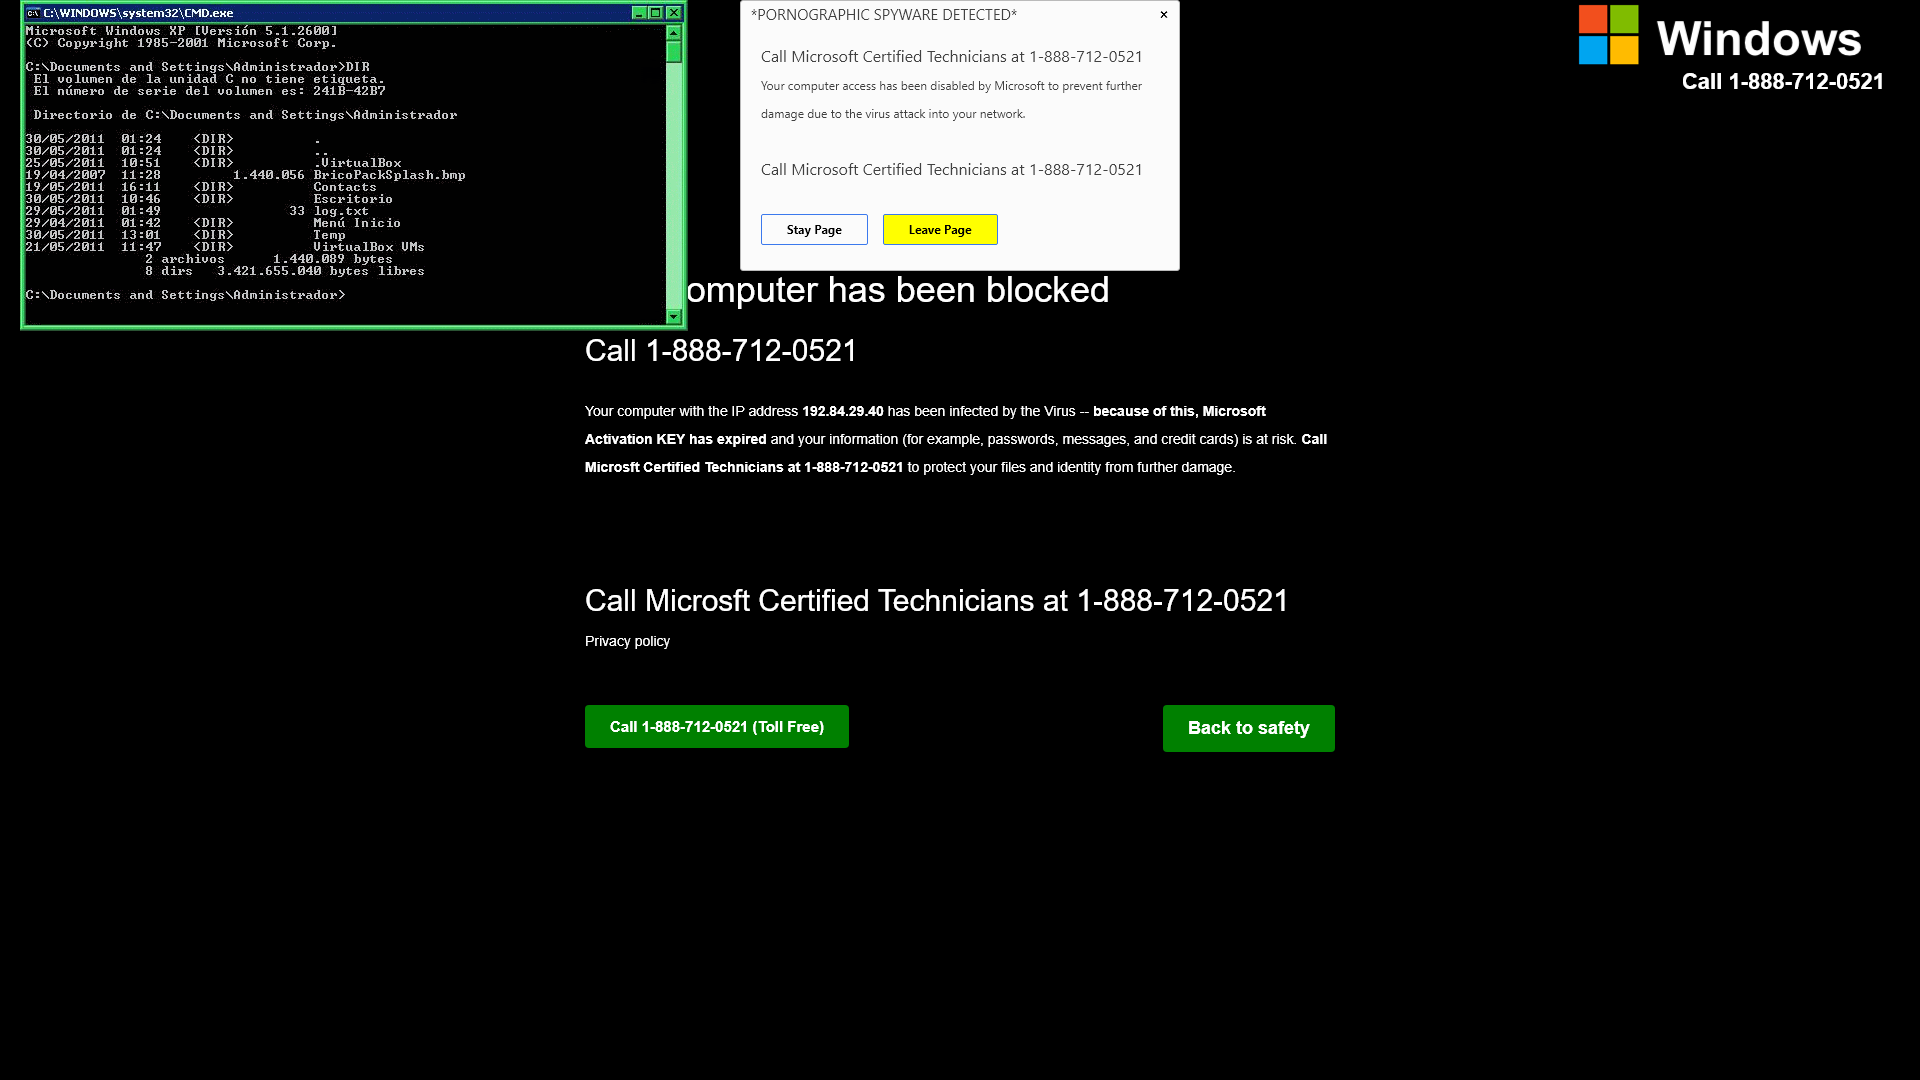 C:\WINDOWS\system32\CMD.exe
Microsoft Windows XP [Versión 5.1.2600]
(C) Copyright 1985-2001 Microsoft Corp.
C:\Documents and Settings\Administrador>DIR
El volumen de la unidad C no tiene etiqueta.
El número de serie del volumen es: 241B-42B7
Directorio de C:\Documents and Settings\Administrador
30/05/2011 01:24 <DIR> .
30/05/2011 01:24 <DIR> ..
25/05/2011 10:51 <DIR> .VirtualBox
19/04/2007 11:28 1.440.056 BricoPackSplash.bmp
19/05/2011 16:11 <DIR> Contacts
30/05/2011 10:46 <DIR> Escritorio
29/05/2011 01:49 33 log.txt
29/04/2011 01:42 <DIR> Menú Inicio
30/05/2011 13:01 <DIR> Temp
21/05/2011 11:47 <DIR> VirtualBox VMs
2 archivos 1.440.089 bytes
8 dirs 3.421.655.040 bytes libres
C:\Documents and Settings\Administrador>
*PORNOGRAPHIC SPYWARE DETECTED*
×
Call Microsoft Certified Technicians at 1-888-712-0521
Your computer access has been disabled by Microsoft to prevent further
damage due to the virus attack into your network.
Call Microsoft Certified Technicians at 1-888-712-0521
Stay Page
Leave Page
Windows
Call 1-888-712-0521
omputer has been blocked
Call 1-888-712-0521
Your computer with the IP address 192.84.29.40 has been infected by the Virus -- because of this, Microsoft
Activation KEY has expired and your information (for example, passwords, messages, and credit cards) is at risk. Call
Microsft Certified Technicians at 1-888-712-0521 to protect your files and identity from further damage.
Call Microsft Certified Technicians at 1-888-712-0521
Privacy policy
Call 1-888-712-0521 (Toll Free)
Back to safety